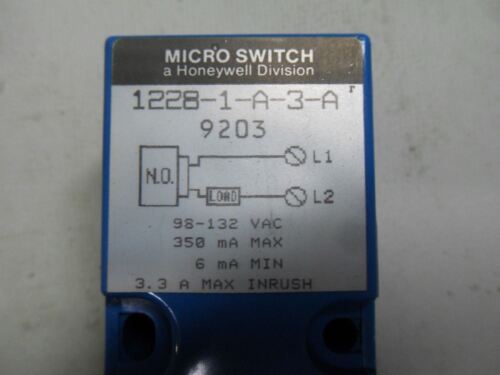 MICRO SWITCH
a Honeywell Division
1228-1-A-3-A
9203
L1
N.O.
LOAD
L2
98-132 VAC
350 mA MAX
6 mA MIN
3.3 A MAX INRUSH